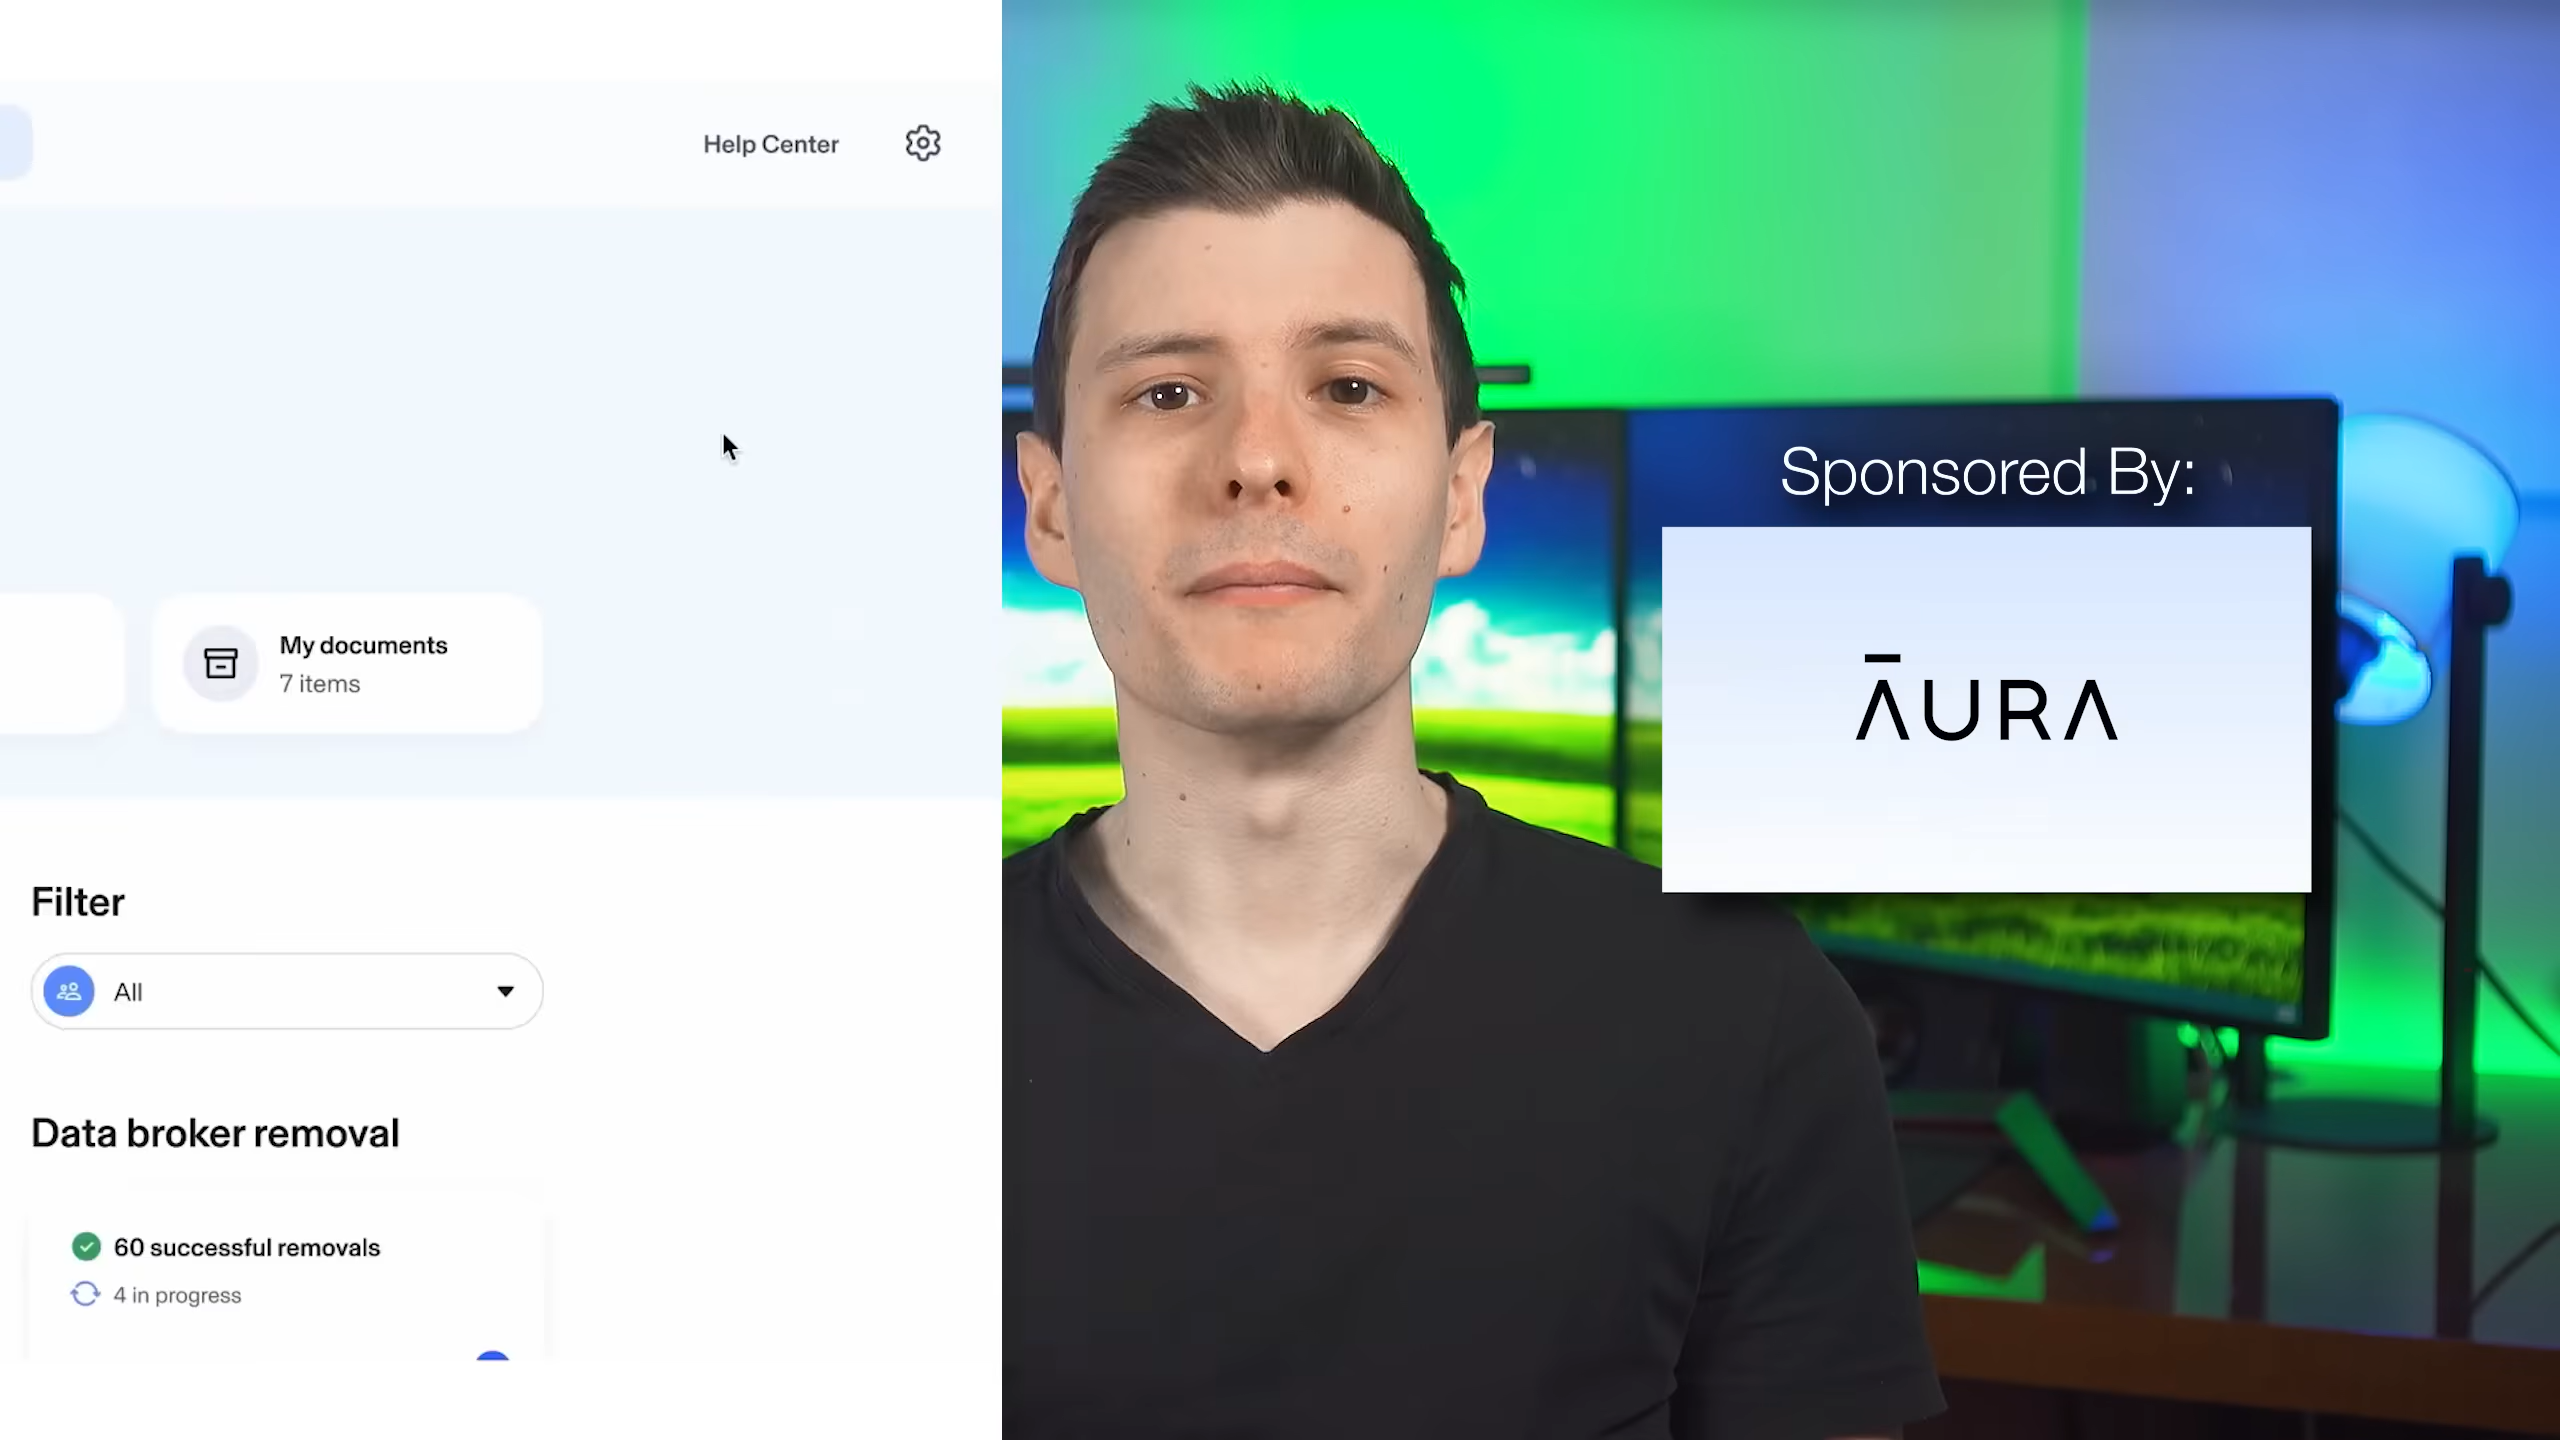 Help Center
My documents
7 items
Filter
All
Data broker removal
60 successful removals
4 in progress
Sponsored By:
ĀURA